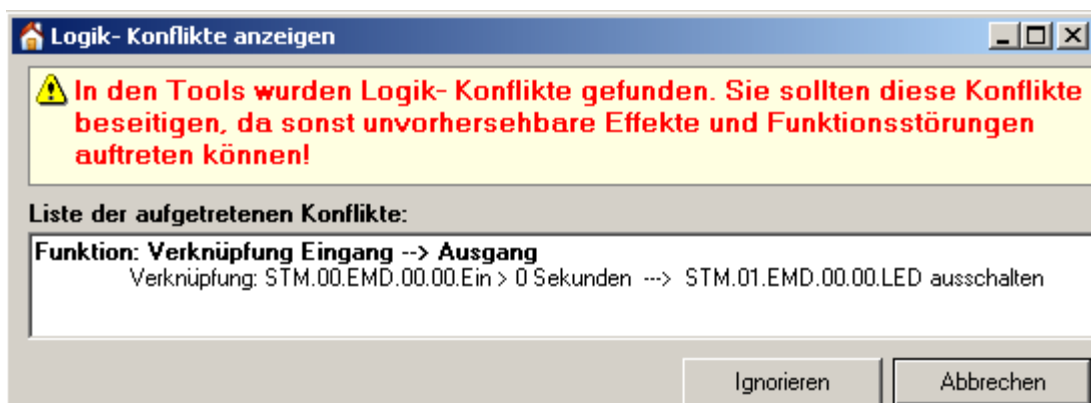 Logik- Konflikte anzeigen
In den Tools wurden Logik- Konflikte gefunden. Sie sollten diese Konflikte
beseitigen, da sonst unvorhersehbare Effekte und Funktionsstörungen
auftreten können!
Liste der aufgetretenen Konflikte:
Funktion: Verknüpfung Eingang --> Ausgang
Verknüpfung: STM.00.EMD.00.00.Ein > 0 Sekunden ---> STM.01.EMD.00.00.LED ausschalten
Ignorieren Abbrechen